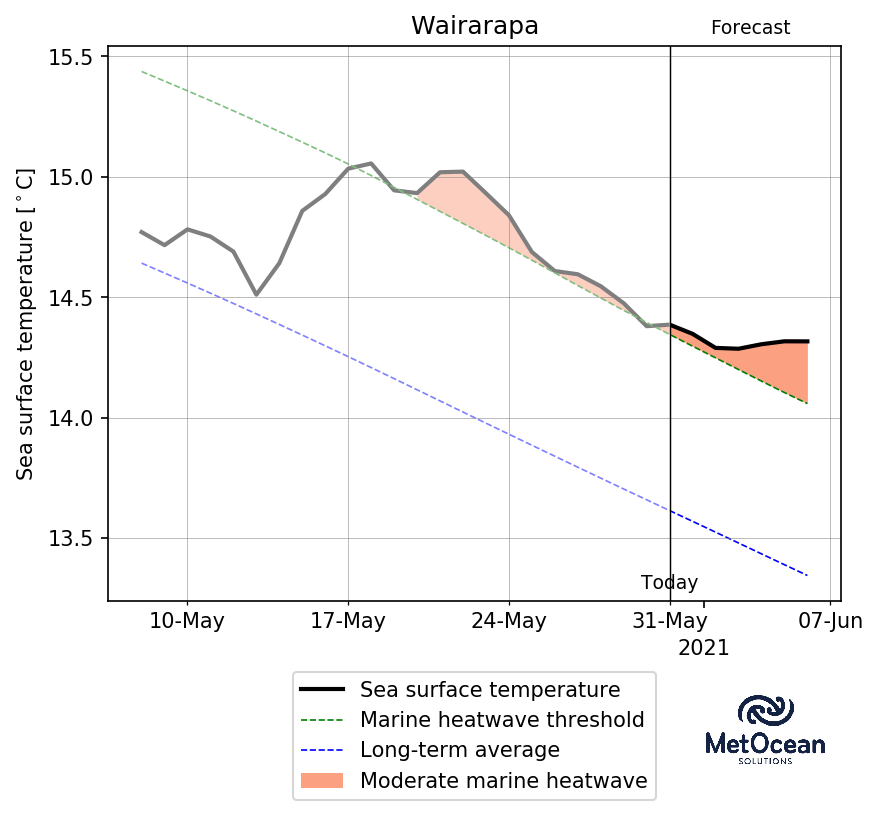 Wairarapa
Forecast
Sea surface temperature [°C]
15.5
15.0
14.5
14.0
13.5
Today
10-May
17-May
24-May
31-May
07-Jun
2021
Sea surface temperature
Marine heatwave threshold
Long-term average
Moderate marine heatwave
MetOcean
SOLUTIONS